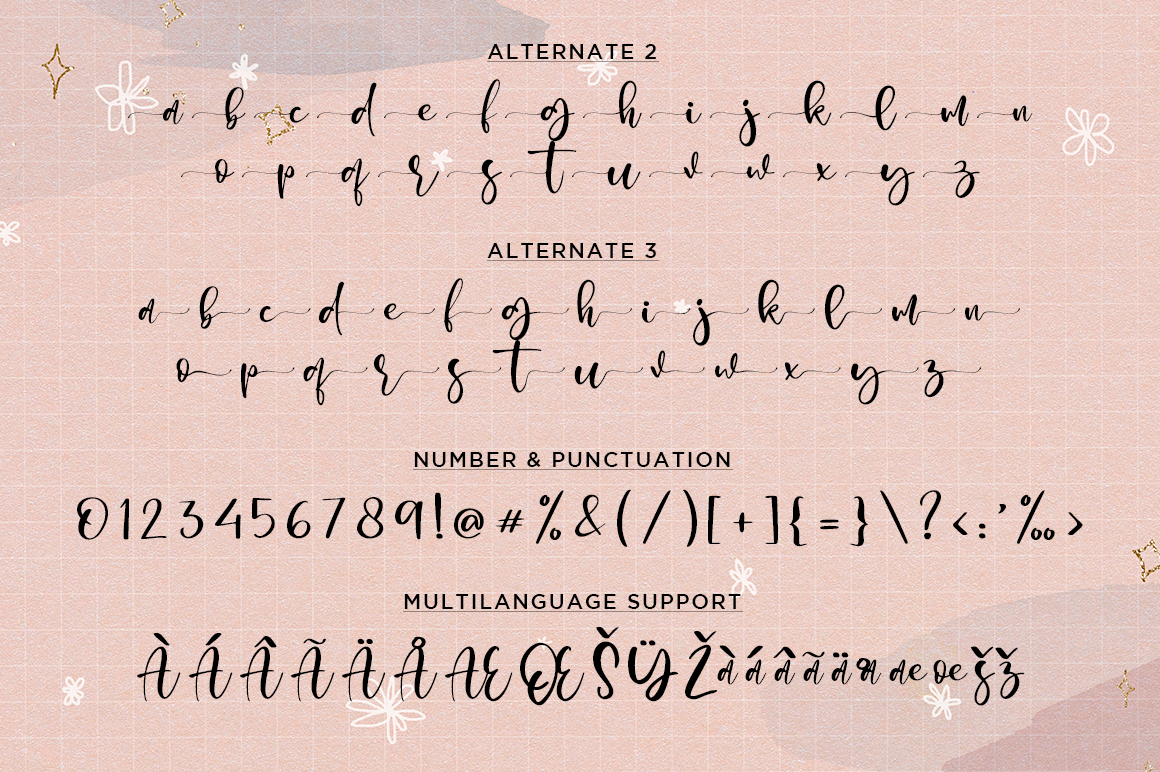 ALTERNATE 2
a b c d e f g h i j k l m n
o p q r s t u v w x y z
ALTERNATE 3
a b c d e f g h i j k l m n
o p q r s t u v w x y z
NUMBER & PUNCTUATION
0 1 2 3 4 5 6 7 8 9 ! @ # % & ( / ) [ + ] { = } \ ? < : ’ ‰ >
MULTILANGUAGE SUPPORT
À Á Â Ã Ä Å Æ Œ Š Ÿ Ž à á â ã ä å æ œ š ž